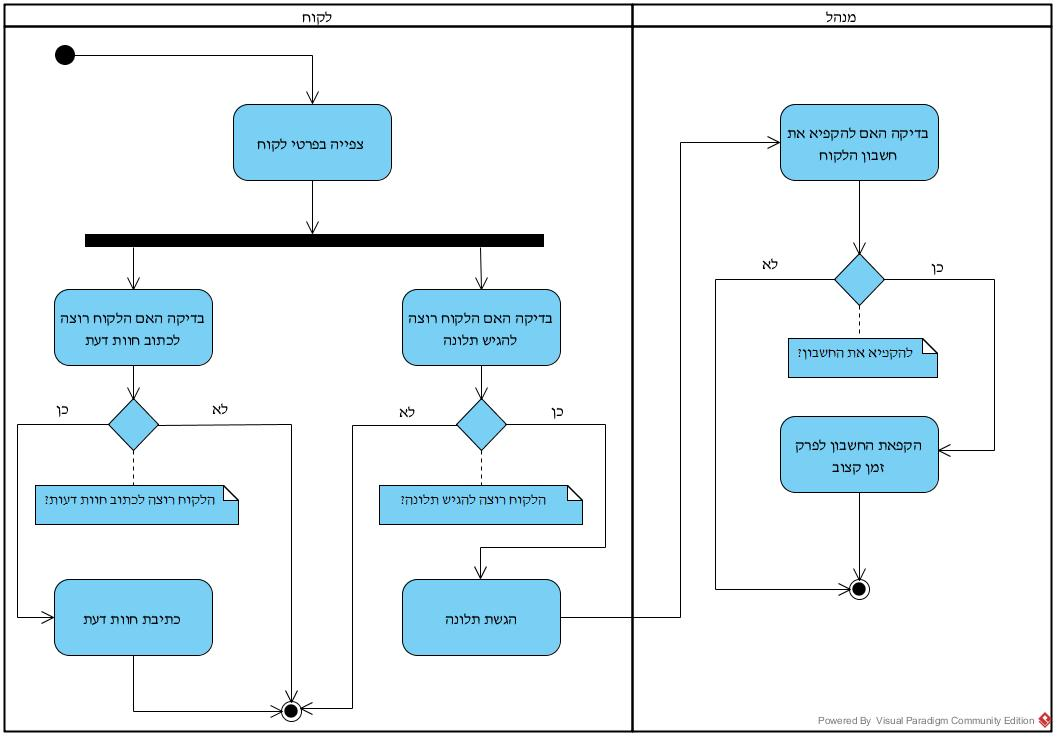 לקוח
מנהל
צפייה בפרטי לקוח
בדיקה האם הלקוח רוצה
לכתוב חוות דעת
בדיקה האם הלקוח רוצה
להגיש תלונה
כן
לא
לא
כן
הלקוח רוצה לכתוב חוות דעות?
הלקוח רוצה להגיש תלונה?
כתיבת חוות דעת
הגשת תלונה
בדיקה האם להקפיא את
חשבון הלקוח
לא
כן
להקפיא את החשבון?
הקפאת החשבון לפרק
זמן קצוב
Powered By Visual Paradigm Community Edition